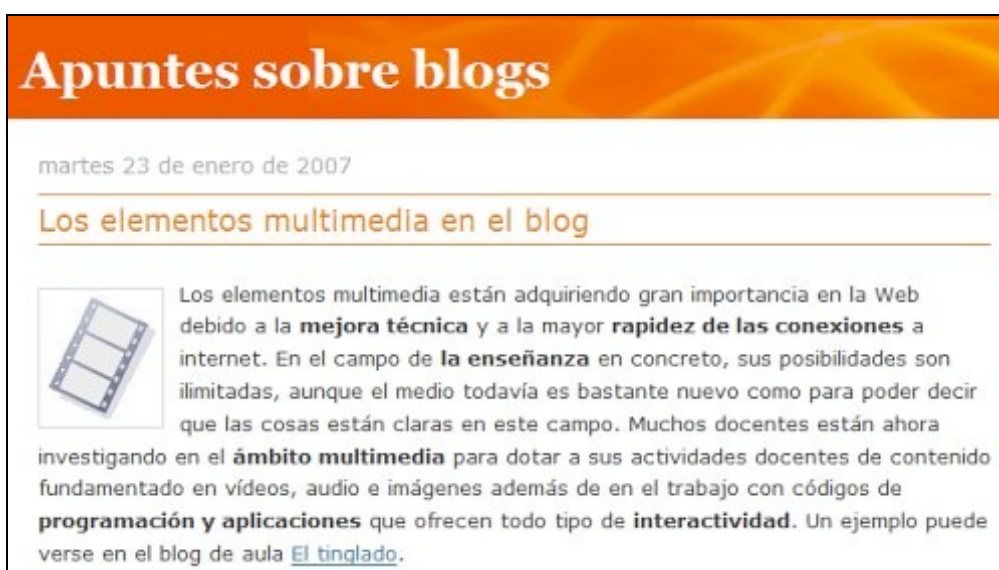 Apuntes sobre blogs
martes 23 de enero de 2007
Los elementos multimedia en el blog
Los elementos multimedia están adquiriendo gran importancia en la Web
debido a la mejora técnica y a la mayor rapidez de las conexiones a
internet. En el campo de la enseñanza en concreto, sus posibilidades son
ilimitadas, aunque el medio todavía es bastante nuevo como para poder decir
que las cosas están claras en este campo. Muchos docentes están ahora
investigando en el ámbito multimedia para dotar a sus actividades docentes de contenido
fundamentado en vídeos, audio e imágenes además de en el trabajo con códigos de
programación y aplicaciones que ofrecen todo tipo de interactividad. Un ejemplo puede
verse en el blog de aula El tinglado.